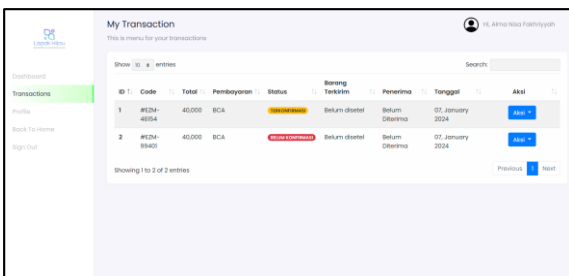 Lapak Hijau
Dashboard
Transactions
Profile
Back To Home
Sign Out
My Transaction
This is menu for your transactions
Hi, Alma Nisa Fakhriyyah
Show 10 entries
Search:
ID Code Total Pembayaran Status Barang Terkirim Penerima Tanggal Aksi
1 #EZM-46154 40,000 BCA TERKONFIRMASI Belum disetel Belum Diterima 07, January 2024 Aksi
2 #EZM-99401 40,000 BCA BELUM KONFIRMASI Belum disetel Belum Diterima 07, January 2024 Aksi
Showing 1 to 2 of 2 entries
Previous 1 Next